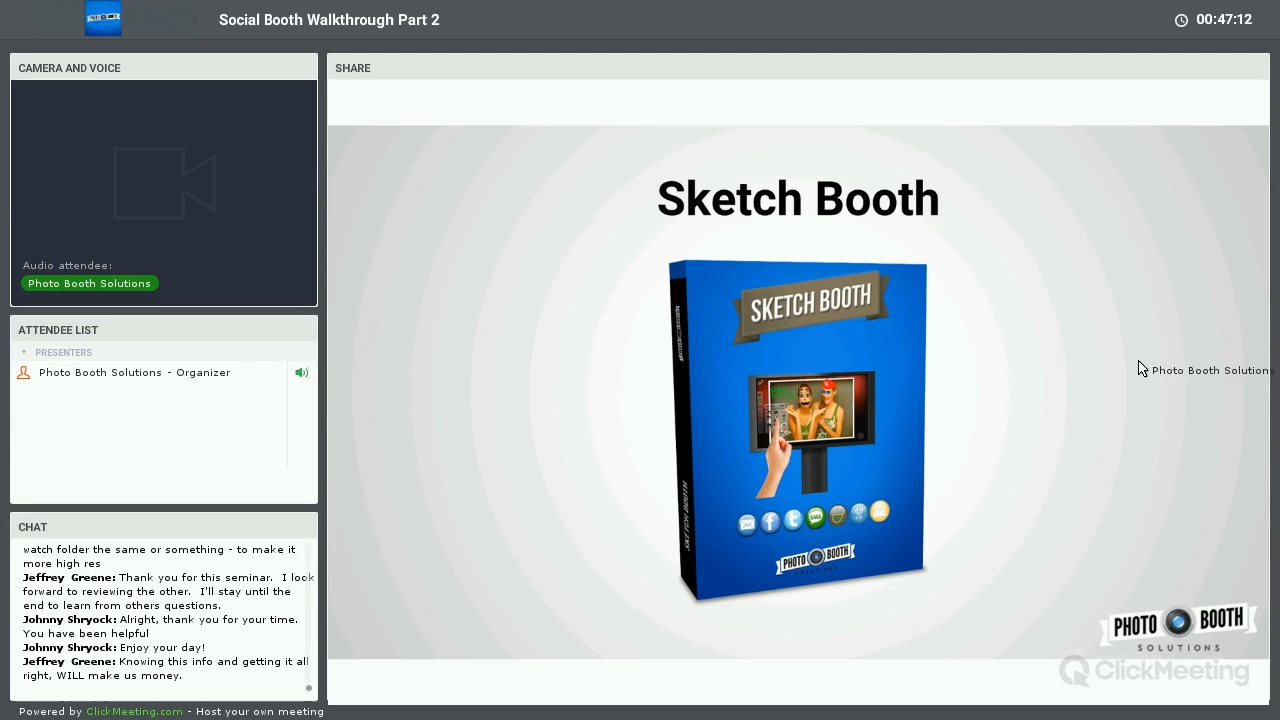 Social Booth Walkthrough Part 2
00:47:12
CAMERA AND VOICE
Audio attendee:
Photo Booth Solutions
ATTENDEE LIST
PRESENTERS
Photo Booth Solutions - Organizer
CHAT
watch folder the same or something - to make it
more high res
Jeffrey Greene: Thank you for this seminar. I look
forward to reviewing the other. I'll stay until the
end to learn from others questions.
Johnny Shryock: Alright, thank you for your time.
You have been helpful
Johnny Shryock: Enjoy your day!
Jeffrey Greene: Knowing this info and getting it all
right, WILL make us money.
Powered by ClickMeeting.com - Host your own meeting
SHARE
Sketch Booth
SKETCH BOOTH
SKETCH BOOTH
SMS
FTP
PHOTO BOOTH
SOLUTIONS
Photo Booth Solutions
PHOTO BOOTH
SOLUTIONS
ClickMeeting